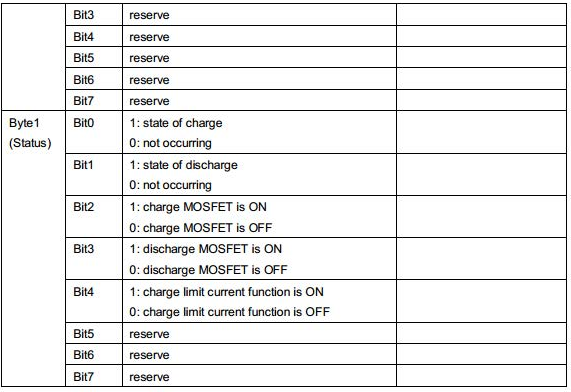 Bit3 reserve
Bit4 reserve
Bit5 reserve
Bit6 reserve
Bit7 reserve
Byte1 Bit0 1: state of charge
(Status) 0: not occurring
Bit1 1: state of discharge
0: not occurring
Bit2 1: charge MOSFET is ON
0: charge MOSFET is OFF
Bit3 1: discharge MOSFET is ON
0: discharge MOSFET is OFF
Bit4 1: charge limit current function is ON
0: charge limit current function is OFF
Bit5 reserve
Bit6 reserve
Bit7 reserve